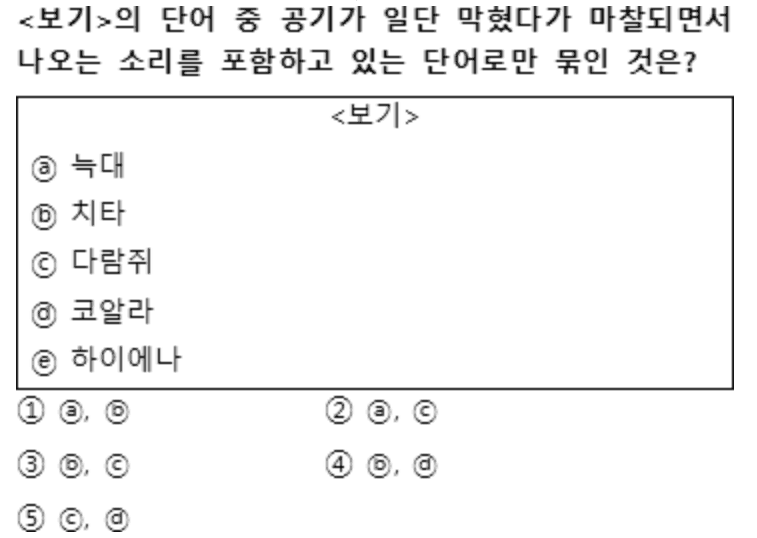 <보기>의 단어 중 공기가 일단 막혔다가 마찰되면서
나오는 소리를 포함하고 있는 단어로만 묶인 것은?
<보기>
ⓐ 늑대
ⓑ 치타
ⓒ 다람쥐
ⓓ 코알라
ⓔ 하이에나
① ⓐ, ⓑ ② ⓐ, ⓒ
③ ⓑ, ⓒ ④ ⓑ, ⓓ
⑤ ⓒ, ⓓ